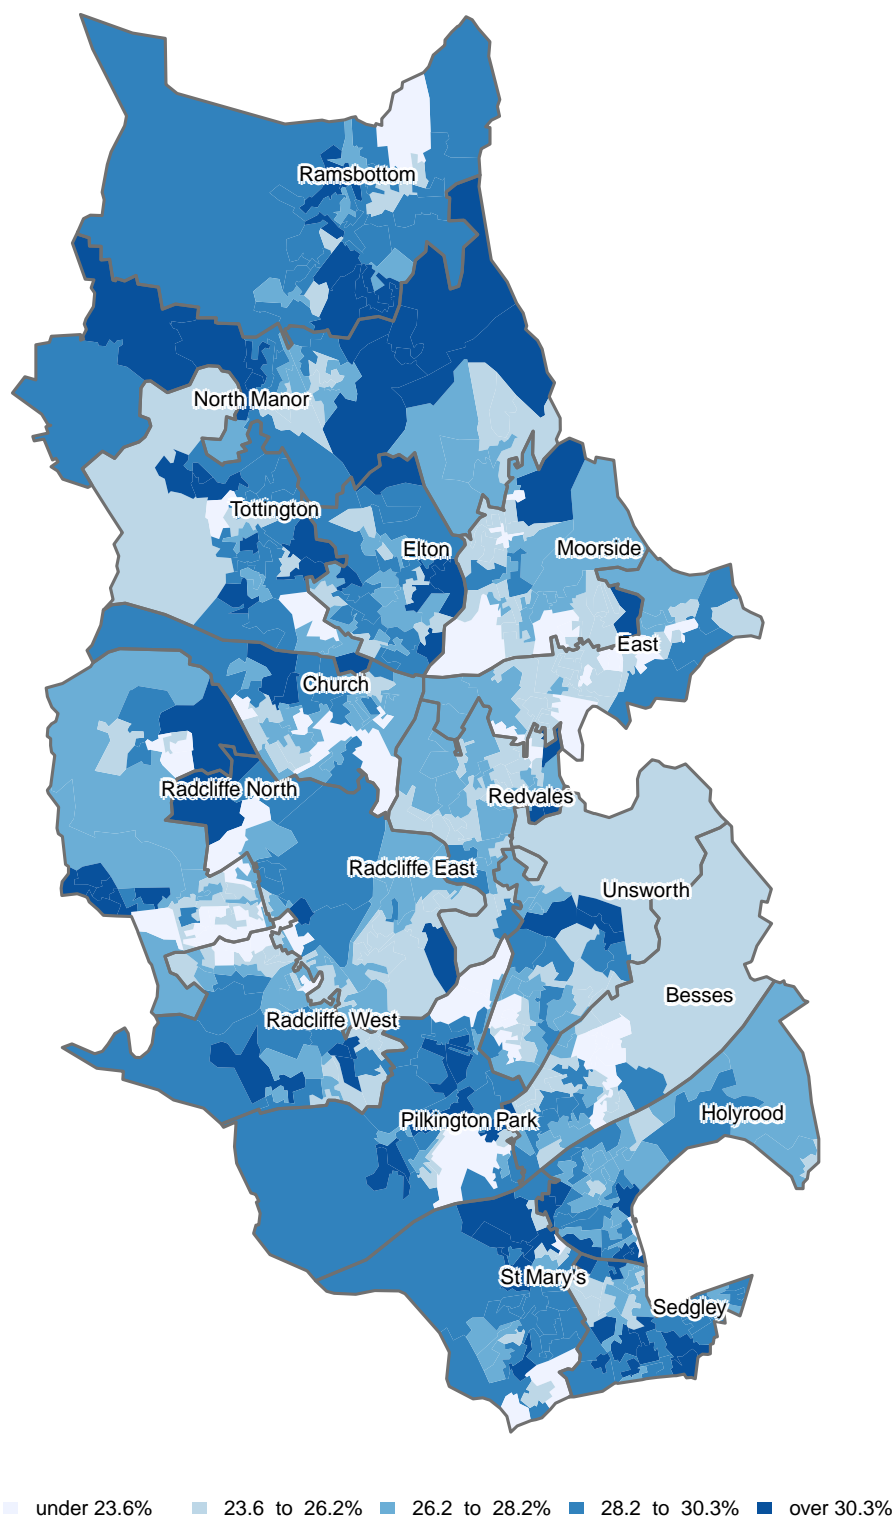 Ramsbottom
North Manor
Tottington
Elton
Moorside
East
Church
Radcliffe North
Redvales
Radcliffe East
Unsworth
Besses
Radcliffe West
Pilkington Park
Holyrood
St Mary's
Sedgley
under 23.6% 23.6 to 26.2% 26.2 to 28.2% 28.2 to 30.3% over 30.3%